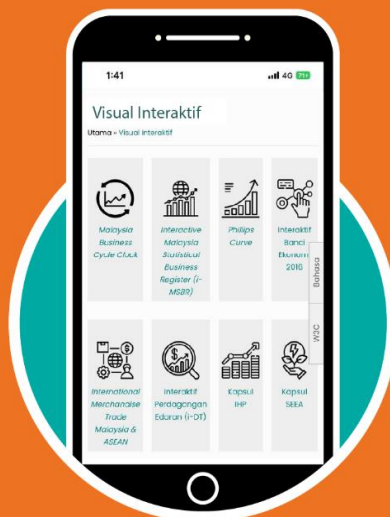 1:41
4G 71
Visual Interaktif
Utama » Visual Interaktif
Malaysia
Business
Cycle Clock
Interactive
Malaysia
Statistical
Business
Register (i-
MSBR)
Phillips
Curve
Interaktif
Banci
Ekonomi
2016
Bahasa
W3C
International
Merchandise
Trade
Malaysia &
ASEAN
Interaktif
Perdagangan
Edaran (i-DT)
Kapsul
IHP
Kapsul
SEEA